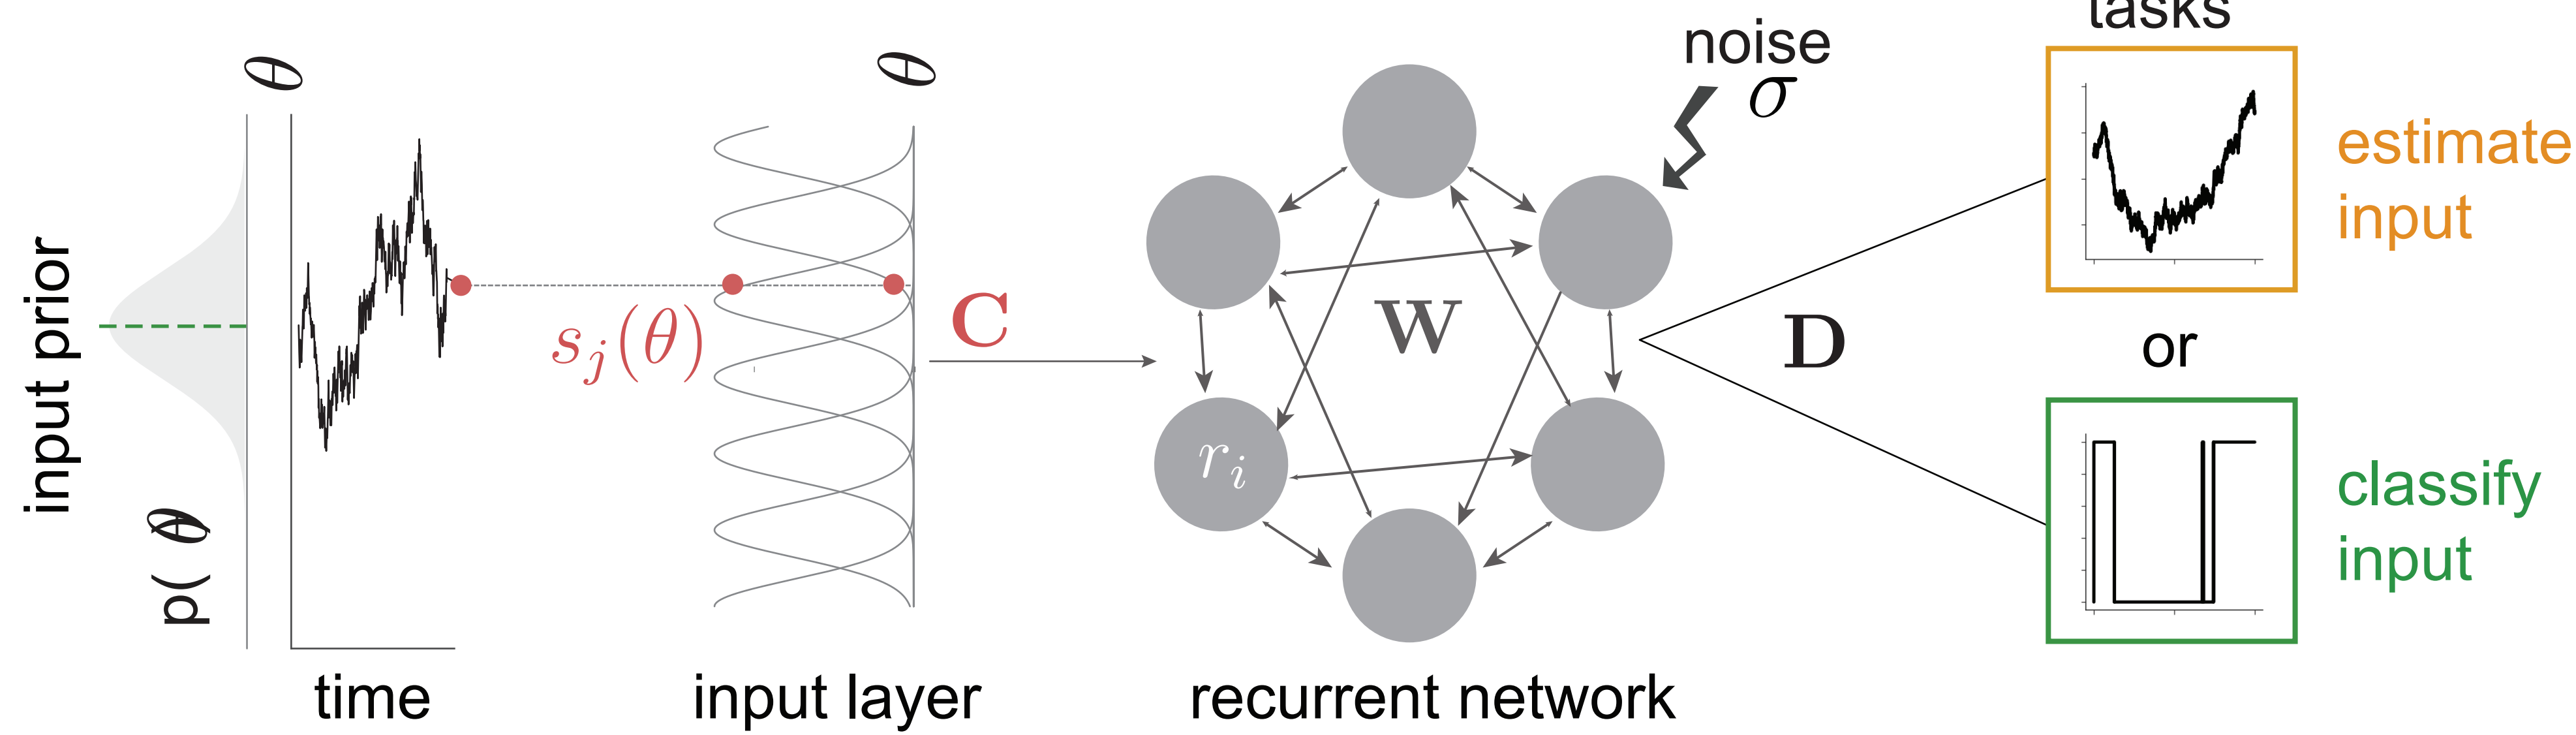 input prior
p( θ
θ
time
s_j(θ)
θ
input layer
C
W
r_i
recurrent network
noise
σ
D
tasks
estimate
input
or
classify
input